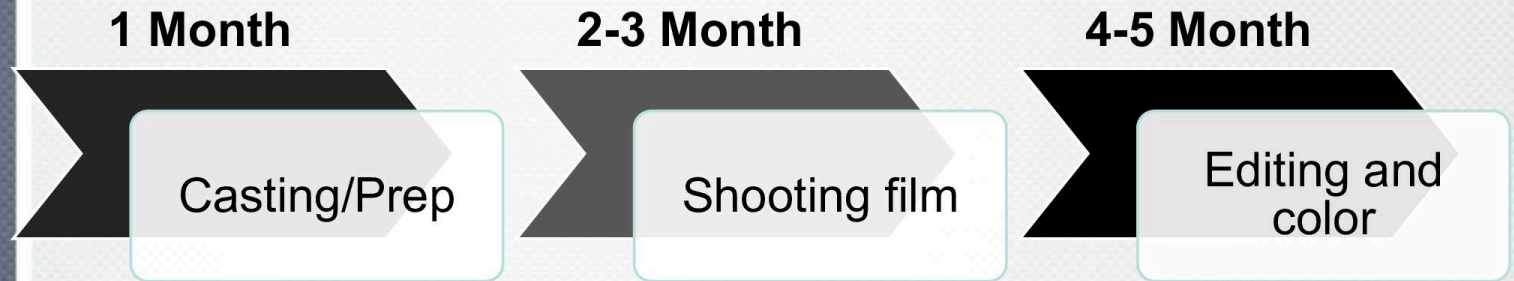 1 Month
2-3 Month
4-5 Month
Casting/Prep
Shooting film
Editing and
color